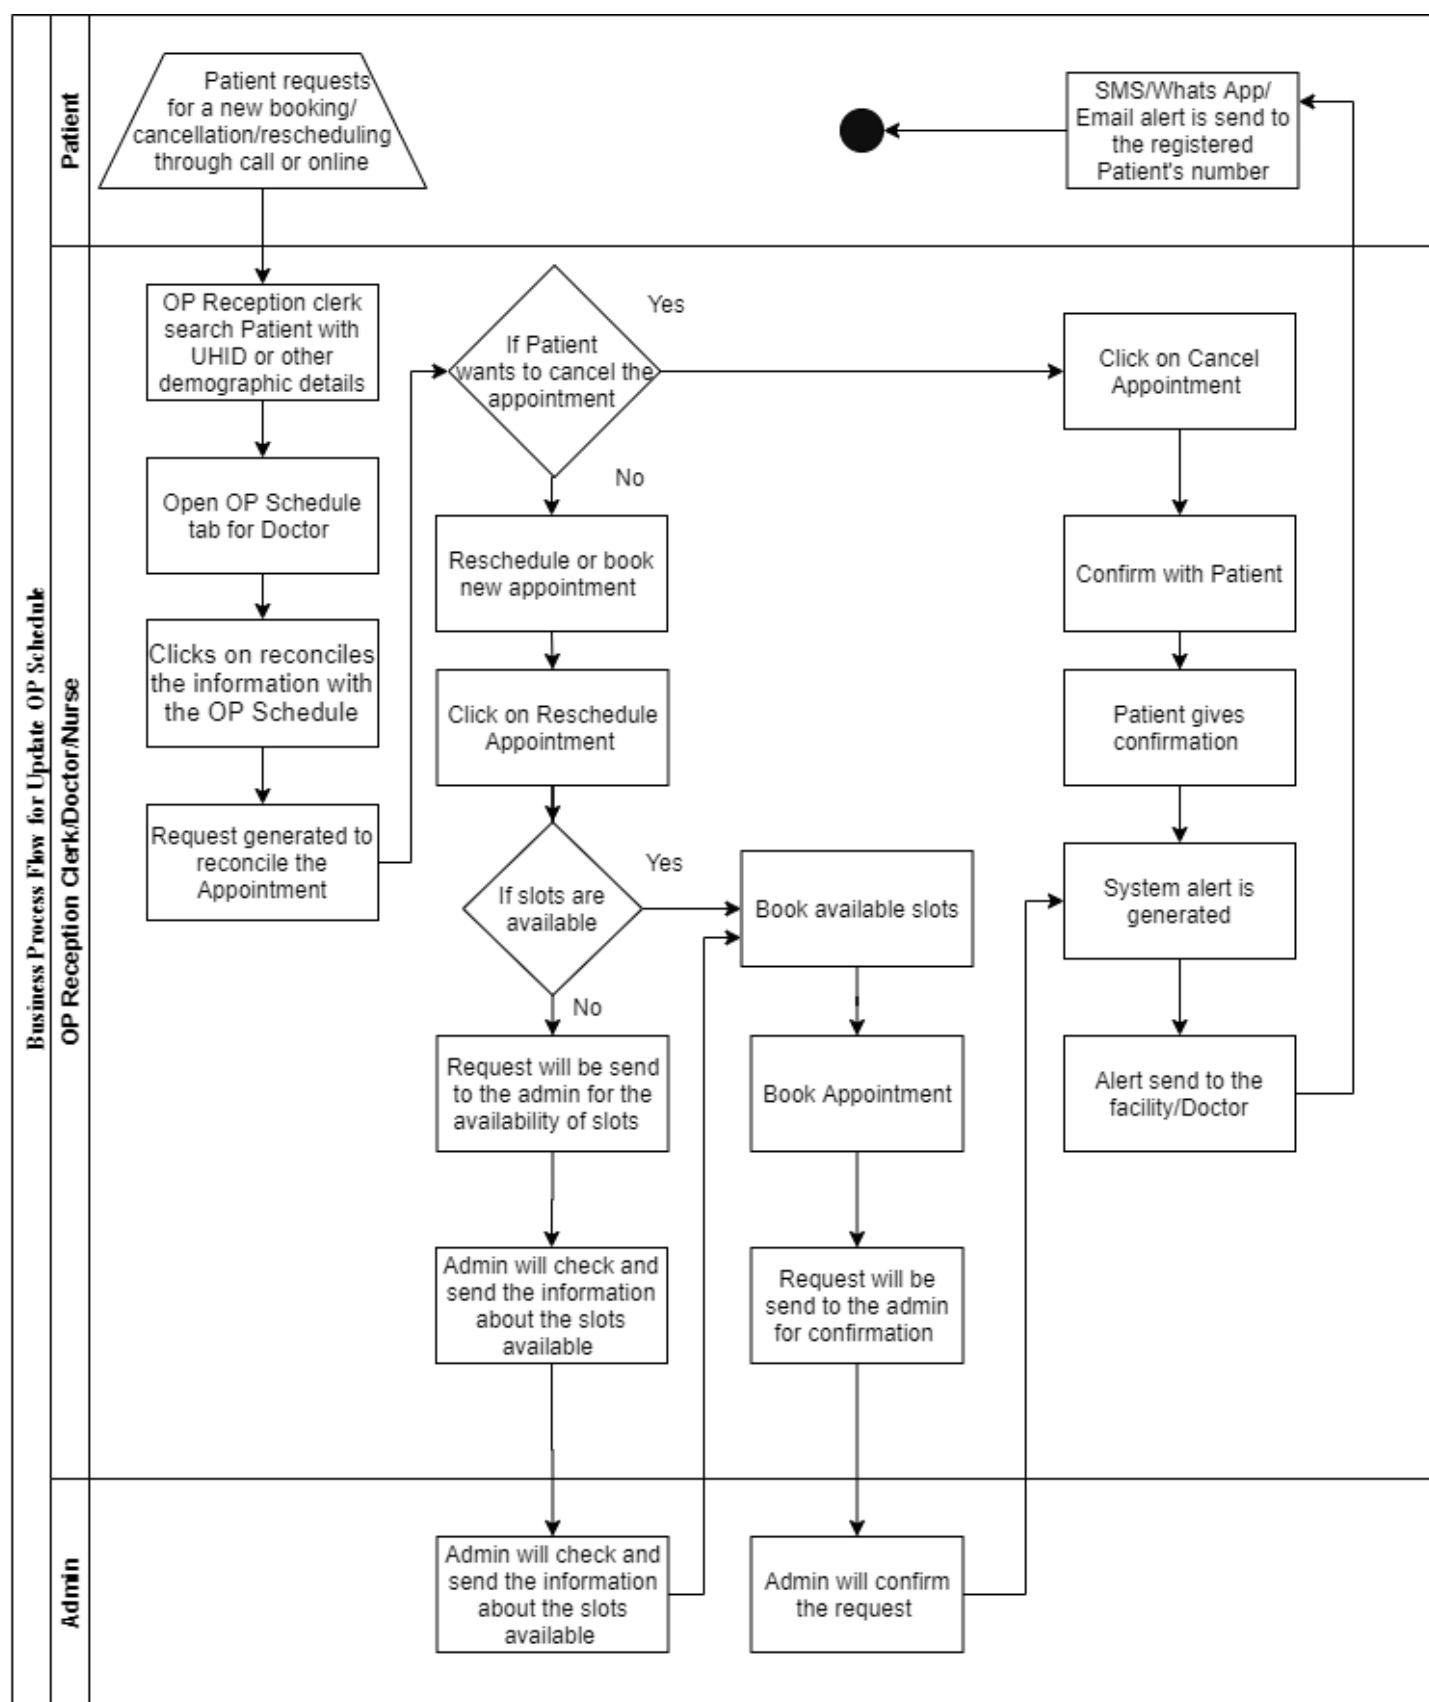 Business Process Flow for Update OP Schedule
Patient
Patient requests
for a new booking/
cancellation/rescheduling
through call or online
SMS/Whats App/
Email alert is send to
the registered
Patient's number
OP Reception Clerk/Doctor/Nurse
OP Reception clerk
search Patient with
UHID or other
demographic details
Open OP Schedule
tab for Doctor
Clicks on reconciles
the information with
the OP Schedule
Request generated to
reconcile the
Appointment
If Patient
wants to cancel the
appointment
Yes
No
Reschedule or book
new appointment
Click on Reschedule
Appointment
If slots are
available
Yes
No
Request will be send
to the admin for the
availability of slots
Admin will check and
send the information
about the slots
available
Book available slots
Book Appointment
Request will be
send to the admin
for confirmation
Click on Cancel
Appointment
Confirm with Patient
Patient gives
confirmation
System alert is
generated
Alert send to the
facility/Doctor
Admin
Admin will check and
send the information
about the slots
available
Admin will confirm
the request